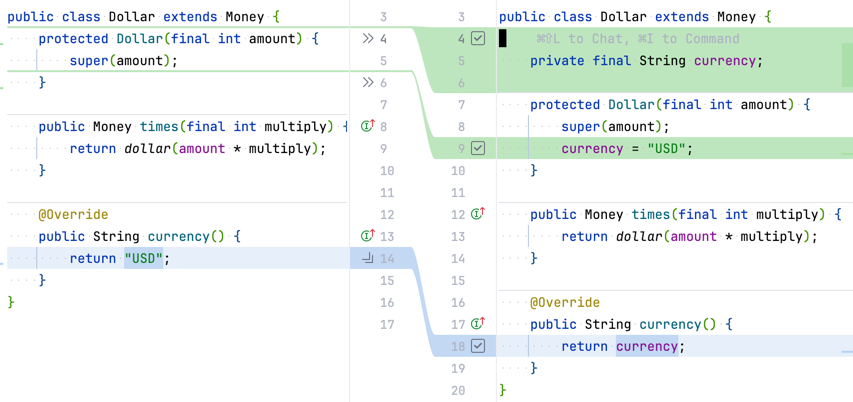 public class Dollar extends Money {
protected Dollar(final int amount) {
super(amount);
}
public Money times(final int multiply) {
return dollar(amount * multiply);
}
@Override
public String currency() {
return "USD";
}
}
3
4
5
6
7
8
9
10
11
12
13
14
15
16
17
3
4
5
6
7
8
9
10
11
12
13
14
15
16
17
18
19
20
public class Dollar extends Money {
⌘⇧L to Chat, ⌘I to Command
private final String currency;
protected Dollar(final int amount) {
super(amount);
currency = "USD";
}
public Money times(final int multiply) {
return dollar(amount * multiply);
}
@Override
public String currency() {
return currency;
}
}